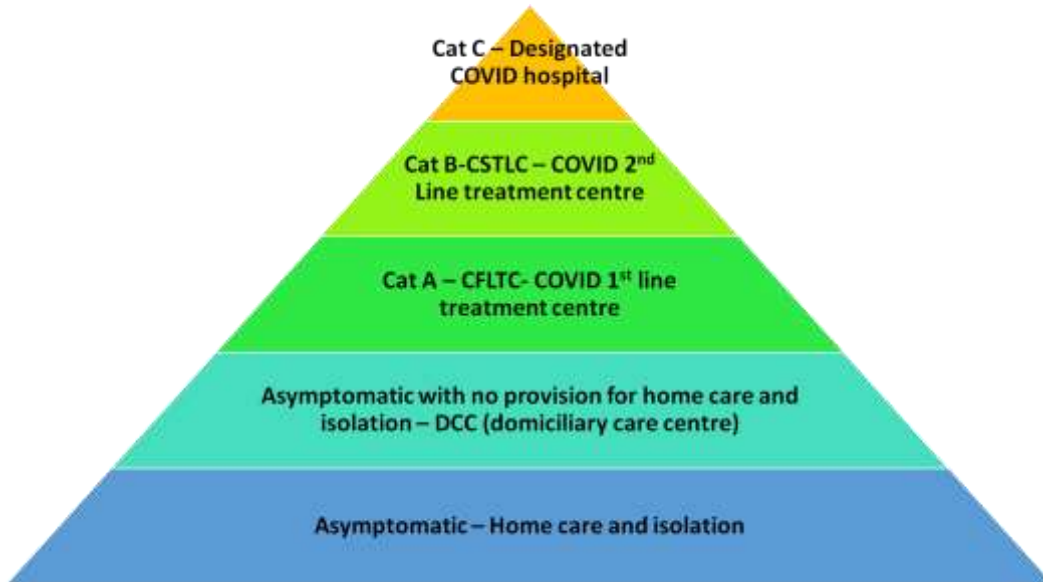 Cat C – Designated
COVID hospital
Cat B-CSTLC – COVID 2nd
Line treatment centre
Cat A – CFLTC- COVID 1st line
treatment centre
Asymptomatic with no provision for home care and
isolation – DCC (domiciliary care centre)
Asymptomatic – Home care and isolation